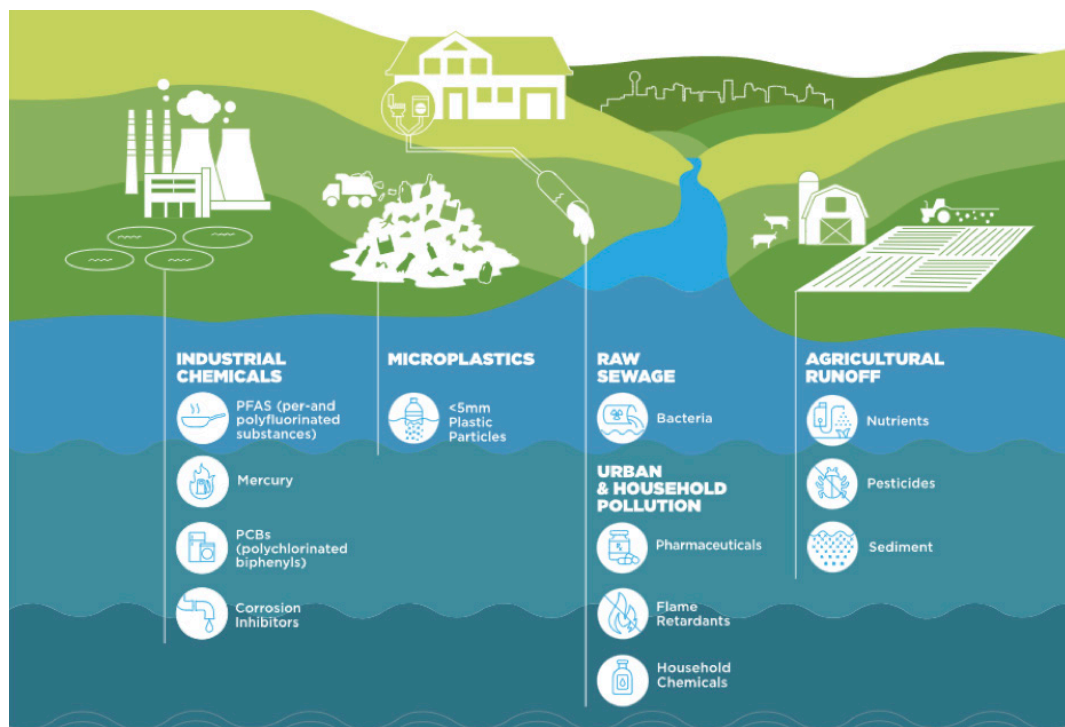 INDUSTRIAL
CHEMICALS
PFAS (per-and
polyfluorinated
substances)
Mercury
PCBs
(polychlorinated
biphenyls)
Corrosion
Inhibitors
MICROPLASTICS
<5mm
Plastic
Particles
RAW
SEWAGE
Bacteria
URBAN
& HOUSEHOLD
POLLUTION
Pharmaceuticals
Flame
Retardants
Household
Chemicals
AGRICULTURAL
RUNOFF
Nutrients
Pesticides
Sediment